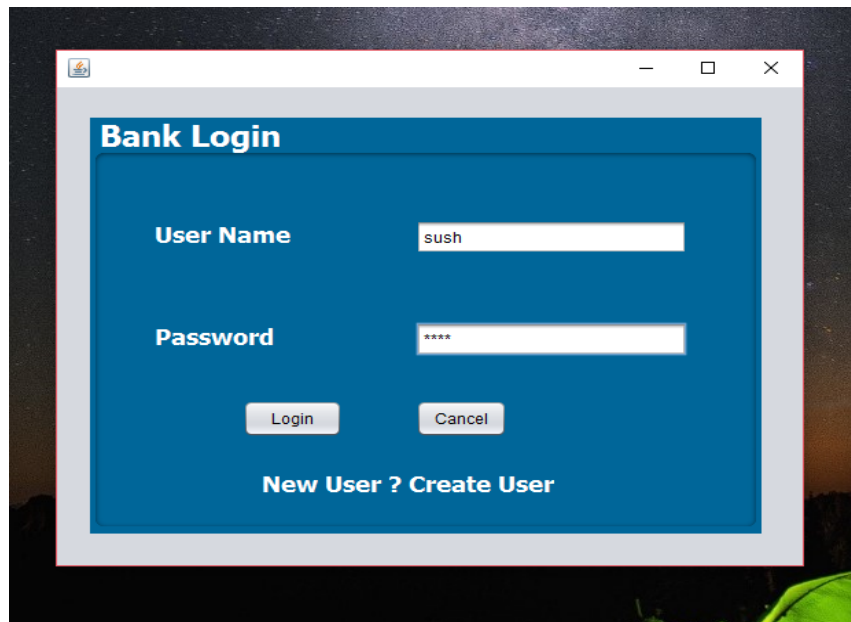 Bank Login
User Name
sush
Password
****
Login
Cancel
New User ? Create User